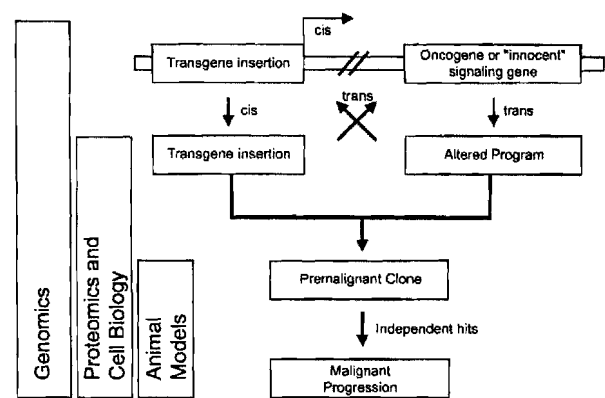 cis
Transgene insertion
Oncogene or "innocent"
signaling gene
cis
trans
trans
Transgene insertion
Altered Program
Premalignant Clone
Independent hits
Malignant
Progression
Genomics
Proteomics and
Cell Biology
Animal
Models